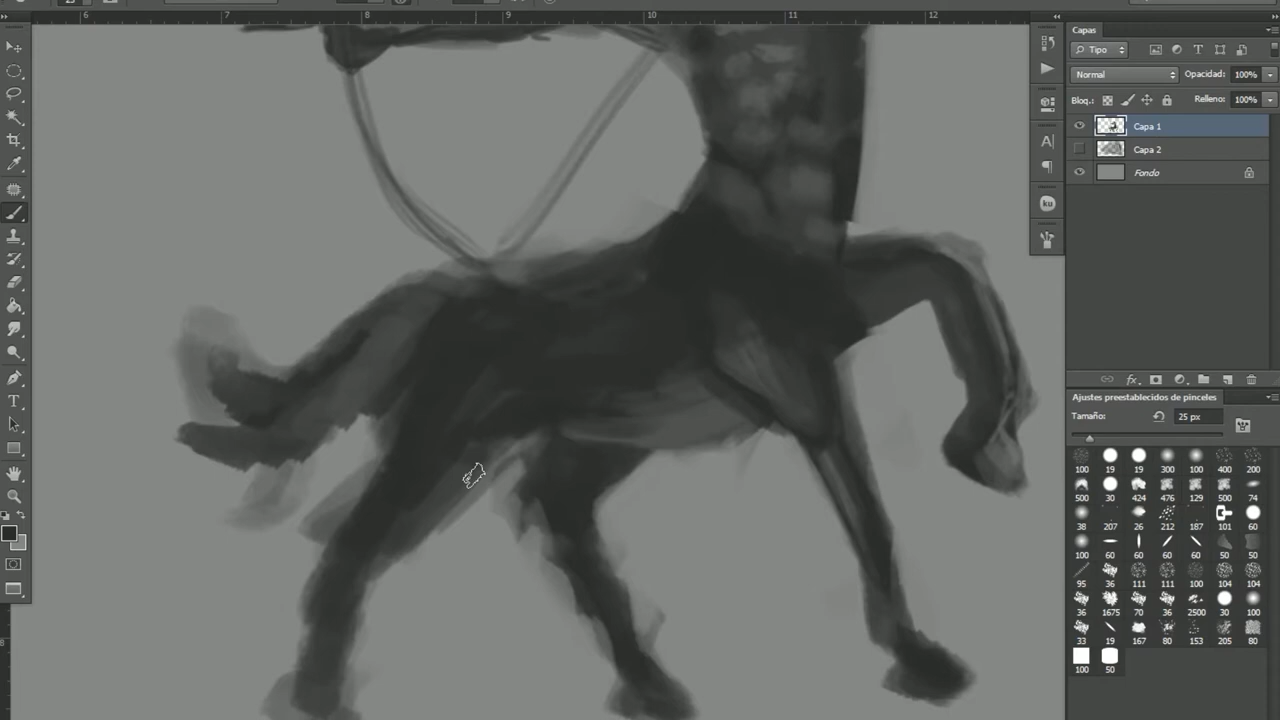 6 7 8 9 10 11 12
Capas
Tipo
Normal Opacidad: 100%
Bloq.: Relleno: 100%
Capa 1
Capa 2
Fondo
fx
Ajustes preestablecidos de pinceles
Tamaño: 25 px
100 19 19 300 100 400 200
500 30 424 476 129 500 74
38 207 26 212 187 101 60
100 60 60 60 60 50 50
95 36 111 111 100 104 104
36 1675 70 36 2500 30 100
33 19 167 80 153 205 80
100 50
A
ku
T
8